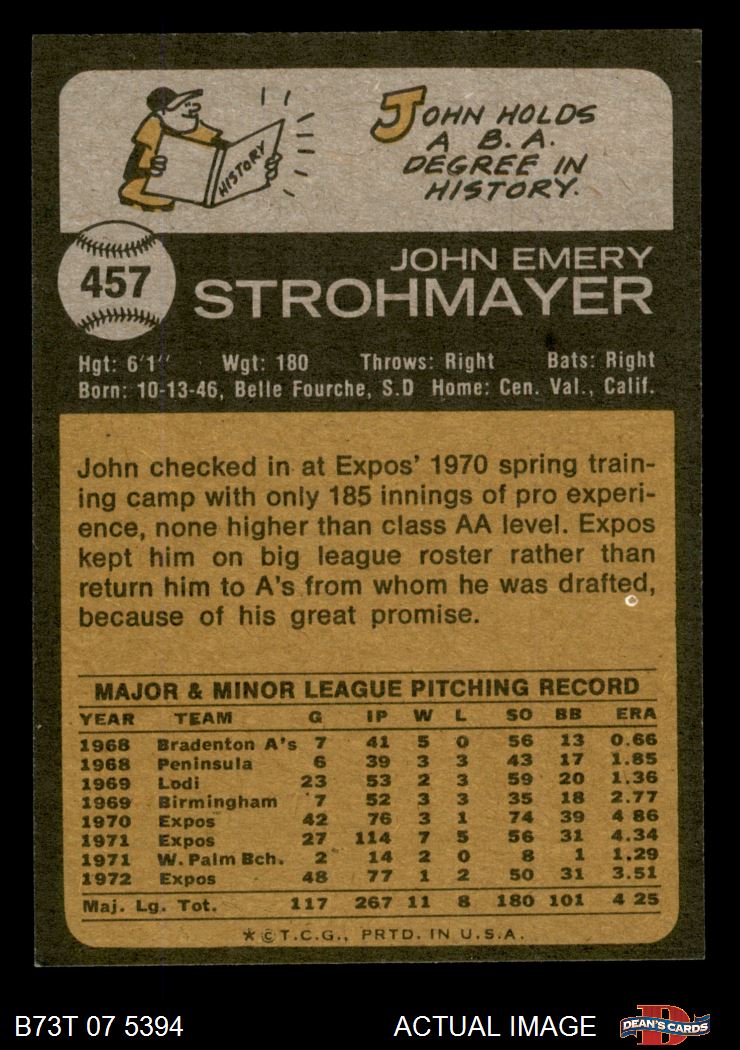 HISTORY
JOHN HOLDS
A B.A.
DEGREE IN
HISTORY.
457
JOHN EMERY
STROHMAYER
Hgt: 6'1" Wgt: 180 Throws: Right Bats: Right
Born: 10-13-46, Belle Fourche, S.D Home: Cen. Val., Calif.
John checked in at Expos' 1970 spring train-
ing camp with only 185 innings of pro experi-
ence, none higher than class AA level. Expos
kept him on big league roster rather than
return him to A's from whom he was drafted,
because of his great promise.
MAJOR & MINOR LEAGUE PITCHING RECORD
YEAR TEAM G IP W L SO BB ERA
1968 Bradenton A's 7 41 5 0 56 13 0.66
1968 Peninsula 6 39 3 3 43 17 1.85
1969 Lodi 23 53 2 3 59 20 1.36
1969 Birmingham 7 52 3 3 35 18 2.77
1970 Expos 42 76 3 1 74 39 4 86
1971 Expos 27 114 7 5 56 31 4.34
1971 W. Palm Bch. 2 14 2 0 8 1 1.29
1972 Expos 48 77 1 2 50 31 3.51
Maj. Lg. Tot. 117 267 11 8 180 101 4 25
*©T.C.G., PRTD. IN U.S.A.
B73T 07 5394 ACTUAL IMAGE D DEAN'S CARDS